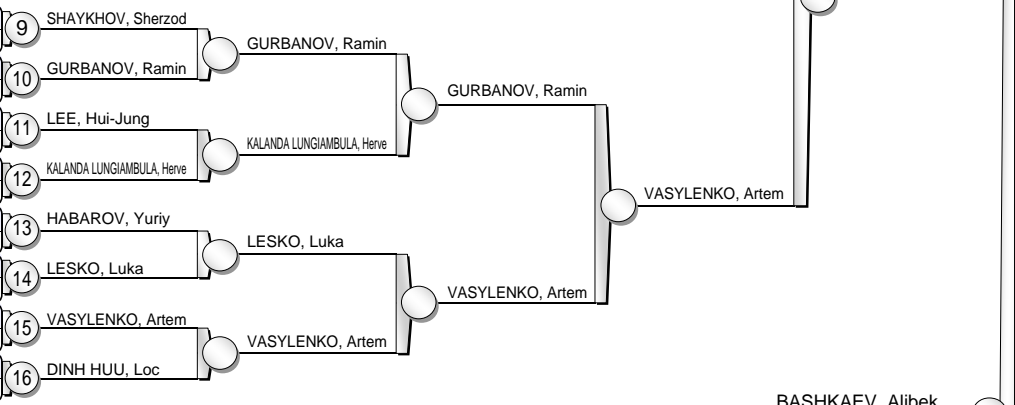 9 SHAYKHOV, Sherzod
10 GURBANOV, Ramin
11 LEE, Hui-Jung
12 KALANDA LUNGIAMBULA, Herve
13 HABAROV, Yuriy
14 LESKO, Luka
15 VASYLENKO, Artem
16 DINH HUU, Loc
GURBANOV, Ramin
KALANDA LUNGIAMBULA, Herve
LESKO, Luka
VASYLENKO, Artem
GURBANOV, Ramin
VASYLENKO, Artem
VASYLENKO, Artem
BASHKAEV, Alibek